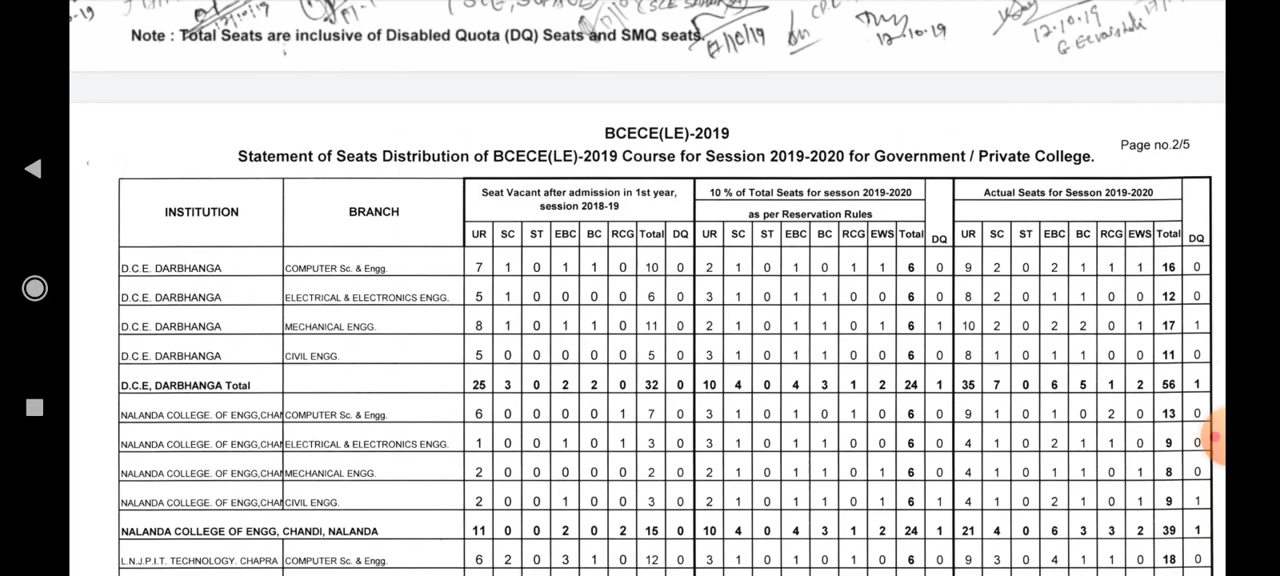 12.10.19
Note : Total Seats are inclusive of Disabled Quota (DQ) Seats and SMQ seats.
12.10.19
BCECE(LE)-2019
Page no.2/5
Statement of Seats Distribution of BCECE(LE)-2019 Course for Session 2019-2020 for Government / Private College.
INSTITUTION BRANCH Seat Vacant after admission in 1st year, session 2018-19 10 % of Total Seats for sesson 2019-2020 as per Reservation Rules DQ Actual Seats for Sesson 2019-2020 DQ
UR SC ST EBC BC RCG Total DQ UR SC ST EBC BC RCG EWS Total UR SC ST EBC BC RCG EWS Total
D.C.E. DARBHANGA COMPUTER Sc. & Engg. 7 1 0 1 1 0 10 0 2 1 0 1 0 1 1 6 0 9 2 0 2 1 1 1 16 0
D.C.E. DARBHANGA ELECTRICAL & ELECTRONICS ENGG. 5 1 0 0 0 0 6 0 3 1 0 1 1 0 0 6 0 8 2 0 1 1 0 0 12 0
D.C.E. DARBHANGA MECHANICAL ENGG. 8 1 0 1 1 0 11 0 2 1 0 1 1 0 1 6 1 10 2 0 2 2 0 1 17 1
D.C.E. DARBHANGA CIVIL ENGG. 5 0 0 0 0 0 5 0 3 1 0 1 1 0 0 6 0 8 1 0 1 1 0 0 11 0
D.C.E, DARBHANGA Total 25 3 0 2 2 0 32 0 10 4 0 4 3 1 2 24 1 35 7 0 6 5 1 2 56 1
NALANDA COLLEGE. OF ENGG,CHAN COMPUTER Sc. & Engg. 6 0 0 0 0 1 7 0 3 1 0 1 0 1 0 6 0 9 1 0 1 0 2 0 13 0
NALANDA COLLEGE. OF ENGG,CHAN ELECTRICAL & ELECTRONICS ENGG. 1 0 0 1 0 1 3 0 3 1 0 1 1 0 0 6 0 4 1 0 2 1 1 0 9 0
NALANDA COLLEGE. OF ENGG,CHAN MECHANICAL ENGG. 2 0 0 0 0 0 2 0 2 1 0 1 1 0 1 6 0 4 1 0 1 1 0 1 8 0
NALANDA COLLEGE. OF ENGG,CHAN CIVIL ENGG. 2 0 0 1 0 0 3 0 2 1 0 1 1 0 1 6 1 4 1 0 2 1 0 1 9 1
NALANDA COLLEGE OF ENGG, CHANDI, NALANDA 11 0 0 2 0 2 15 0 10 4 0 4 3 1 2 24 1 21 4 0 6 3 3 2 39 1
L.N.J.P.I.T. TECHNOLOGY. CHAPRA COMPUTER Sc. & Engg. 6 2 0 3 1 0 12 0 3 1 0 1 0 1 0 6 0 9 3 0 4 1 1 0 18 0